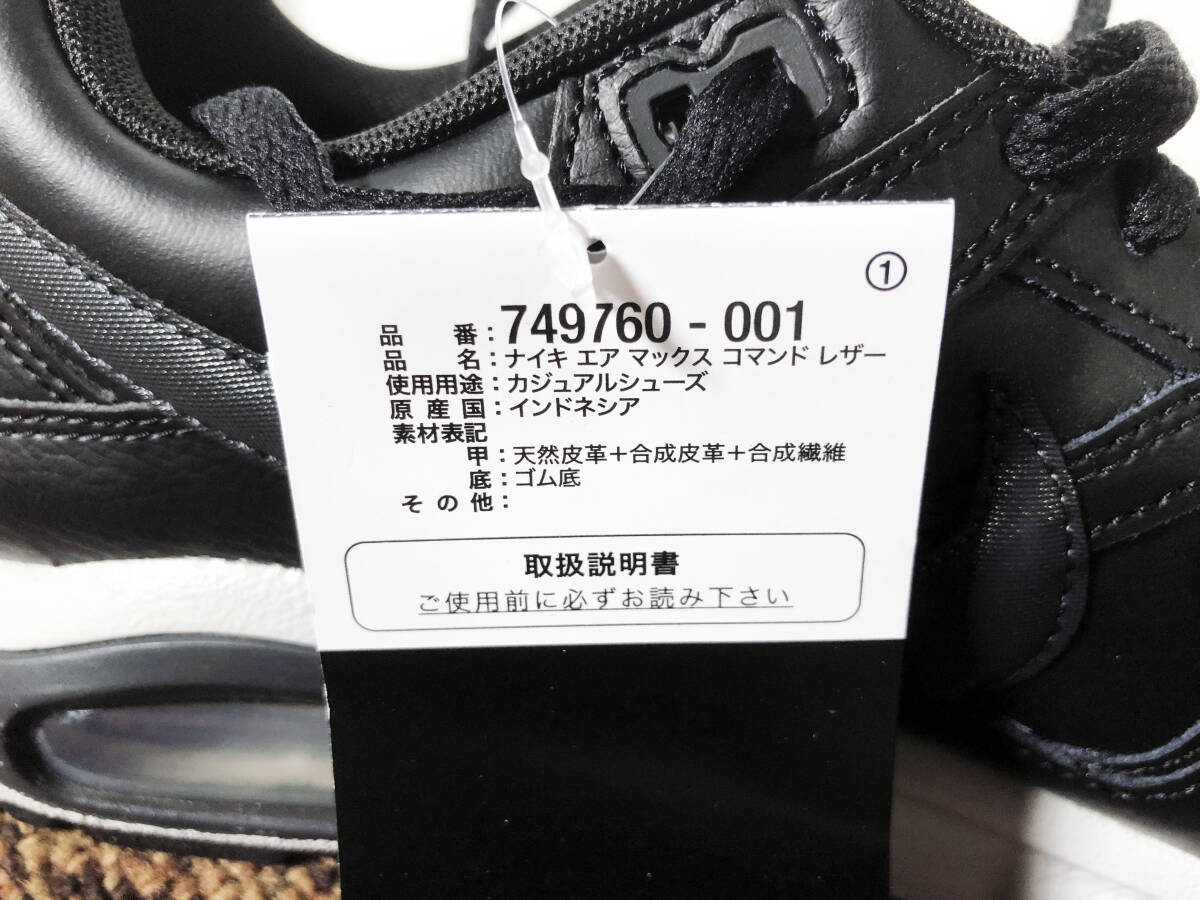 ①
品番：749760-001
品名：ナイキ エア マックス コマンド レザー
使用用途：カジュアルシューズ
原産国：インドネシア
素材表記
甲：天然皮革＋合成皮革＋合成繊維
底：ゴム底
その他：
取扱説明書
ご使用前に必ずお読み下さい